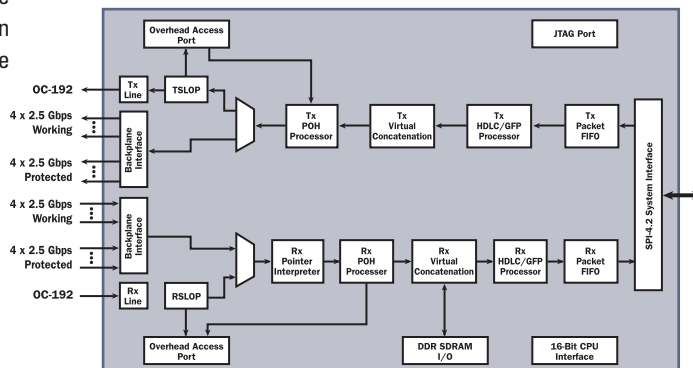 n
e
Overhead Access
Port
JTAG Port
OC-192
Tx
Line
TSLOP
4 x 2.5 Gbps
Working
4 x 2.5 Gbps
Protected
Backplane
Interface
Tx
POH
Processor
Tx
Virtual
Concatenation
Tx
HDLC/GFP
Processor
Tx
Packet
FIFO
SPI-4.2 System Interface
4 x 2.5 Gbps
Working
4 x 2.5 Gbps
Protected
Backplane
Interface
Rx
Pointer
Interpreter
Rx
POH
Processer
Rx
Virtual
Concatenation
Rx
HDLC/GFP
Processor
Rx
Packet
FIFO
OC-192
Rx
Line
RSLOP
Overhead Access
Port
DDR SDRAM
I/O
16-Bit CPU
Interface